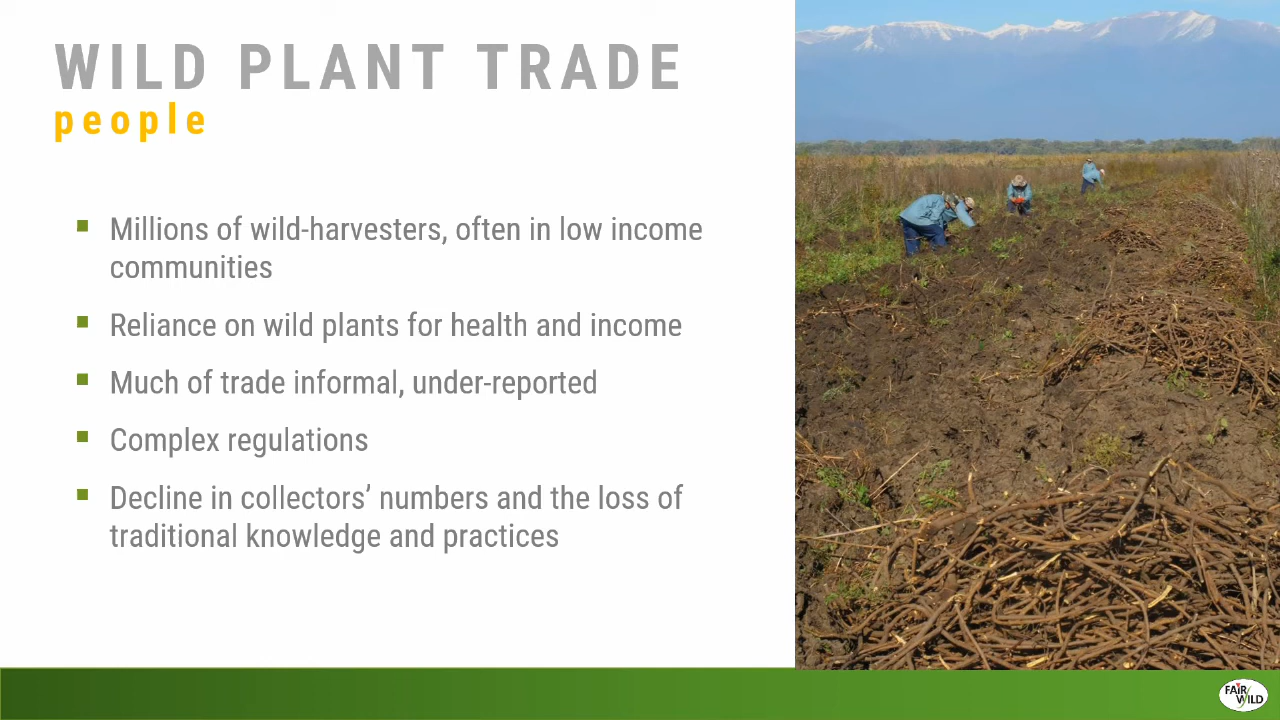 WILD PLANT TRADE
people
Millions of wild-harvesters, often in low income
communities
Reliance on wild plants for health and income
Much of trade informal, under-reported
Complex regulations
Decline in collectors’ numbers and the loss of
traditional knowledge and practices
FAIR
WILD